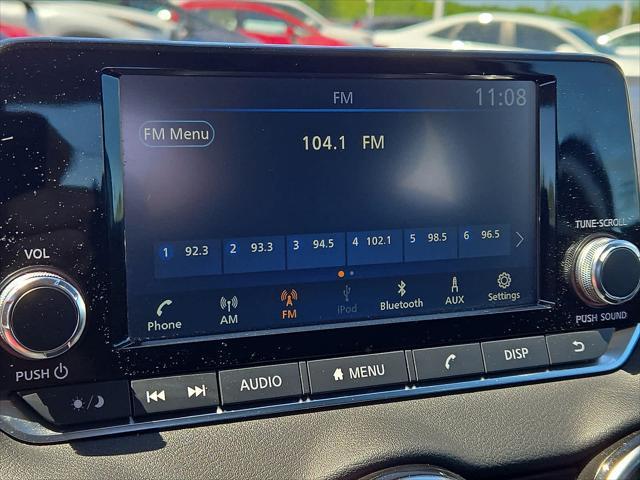 FM
11:08
FM Menu
104.1 FM
1 92.3
2 93.3
3 94.5
4 102.1
5 98.5
6 96.5
Phone
AM
FM
iPod
Bluetooth
AUX
Settings
VOL
PUSH
TUNE·SCROLL
PUSH SOUND
AUDIO
MENU
DISP